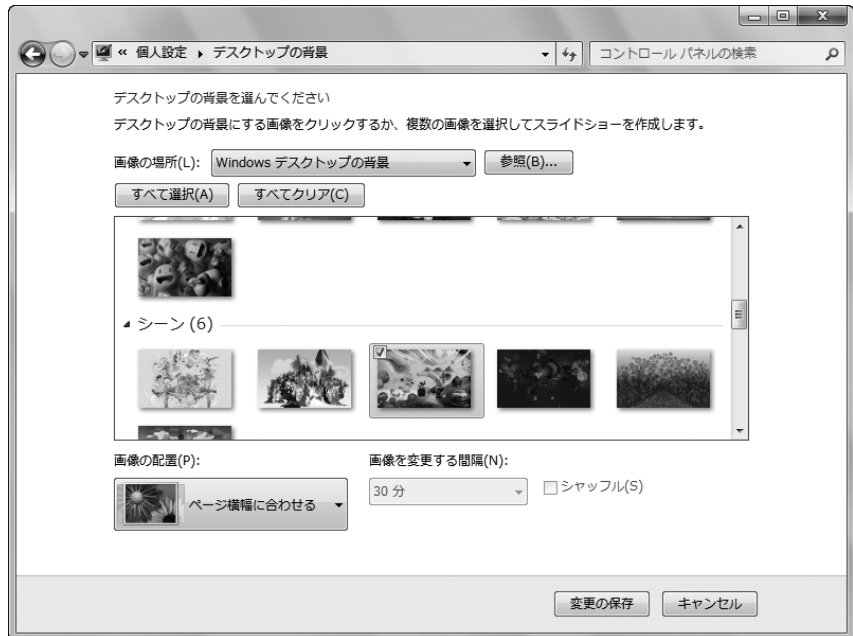 « 個人設定 ▸ デスクトップの背景
コントロール パネルの検索
デスクトップの背景を選んでください
デスクトップの背景にする画像をクリックするか、複数の画像を選択してスライドショーを作成します。
画像の場所(L): Windows デスクトップの背景 参照(B)...
すべて選択(A) すべてクリア(C)
シーン (6)
画像の配置(P): 画像を変更する間隔(N):
ページ横幅に合わせる 30 分 シャッフル(S)
変更の保存 キャンセル